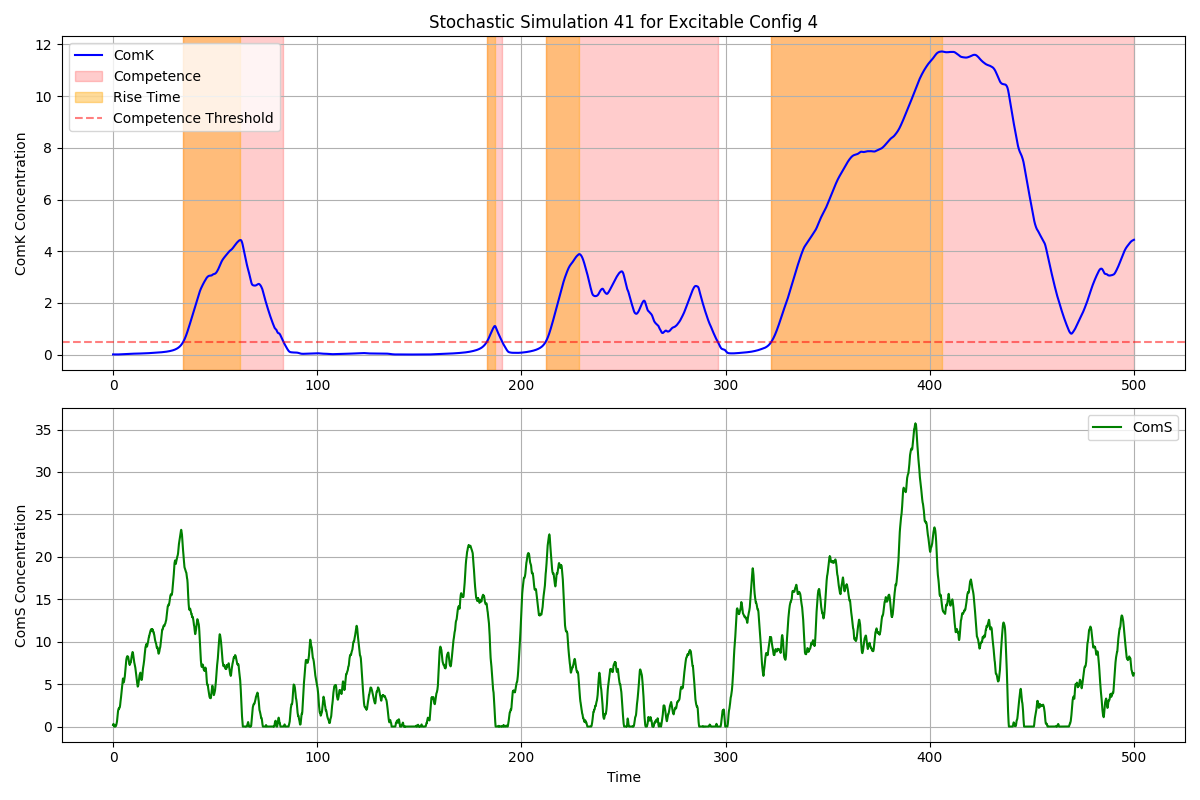 Stochastic Simulation 41 for Excitable Config 4
ComK Concentration
12
10
8
6
4
2
0
ComK
Competence
Rise Time
Competence Threshold
0 100 200 300 400 500
ComS Concentration
35
30
25
20
15
10
5
0
ComS
0 100 200 300 400 500
Time